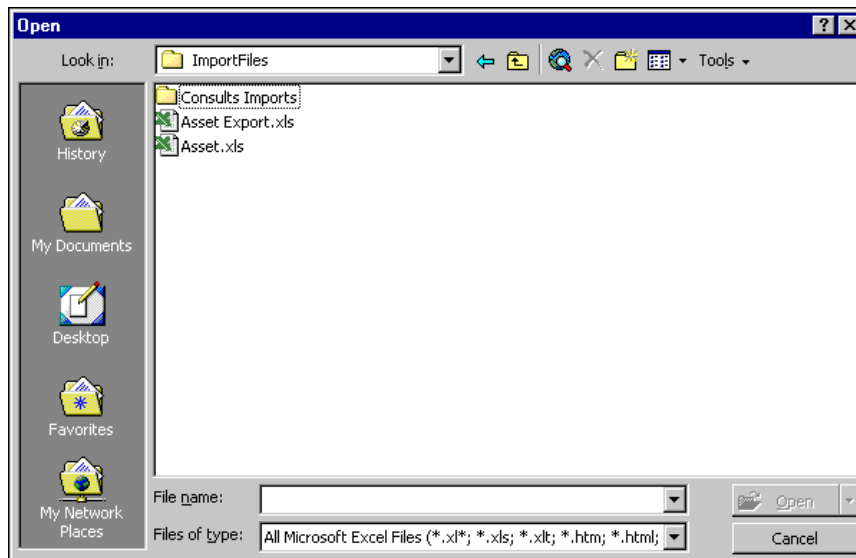 Open
Look in:
ImportFiles
Tools
Consults Imports
Asset Export.xls
Asset.xls
History
My Documents
Desktop
Favorites
My Network
Places
File name:
Open
Files of type:
All Microsoft Excel Files (*.xl*; *.xls; *.xlt; *.htm; *.html;
Cancel